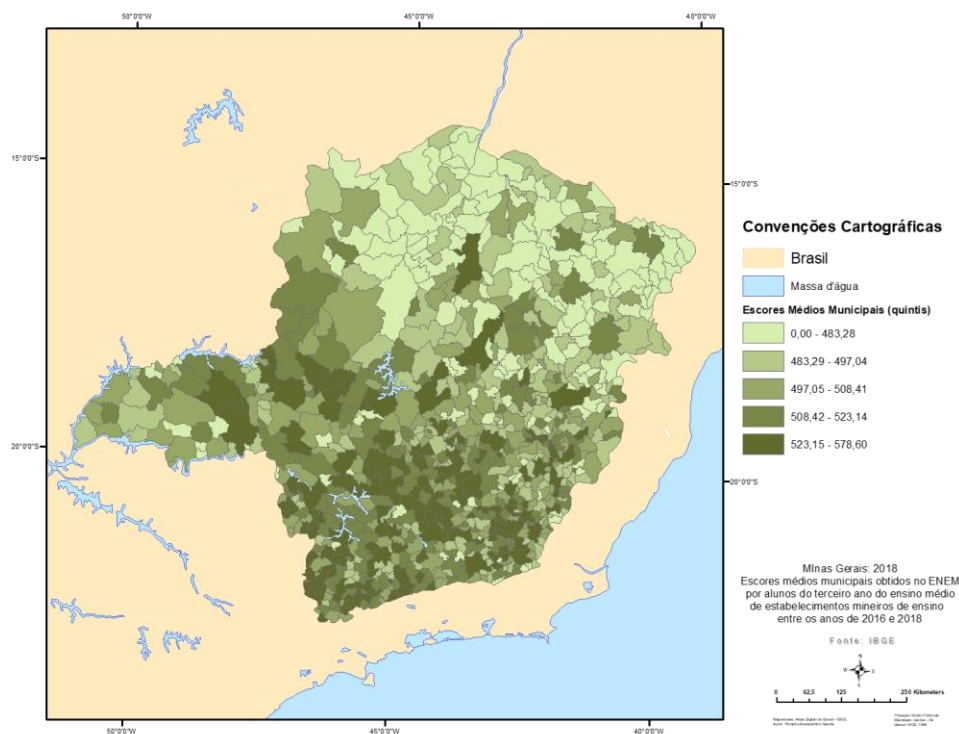 50°0'0"O 45°0'0"O 40°0'0"O
15°0'0"S
15°0'0"S
20°0'0"S
20°0'0"S
50°0'0"O 45°0'0"O 40°0'0"O
Convenções Cartográficas
Brasil
Massa d'água
Escores Médios Municipais (quintis)
0,00 - 483,28
483,29 - 497,04
497,05 - 508,41
508,42 - 523,14
523,15 - 578,60
MInas Gerais: 2018
Escores médios municipais obtidos no ENEM
por alunos do terceiro ano do ensino médio
de estabelecimentos mineiros de ensino
entre os anos de 2016 e 2018
Fonte: IBGE
N
W E
S
0 62,5 125 250 Kilometers